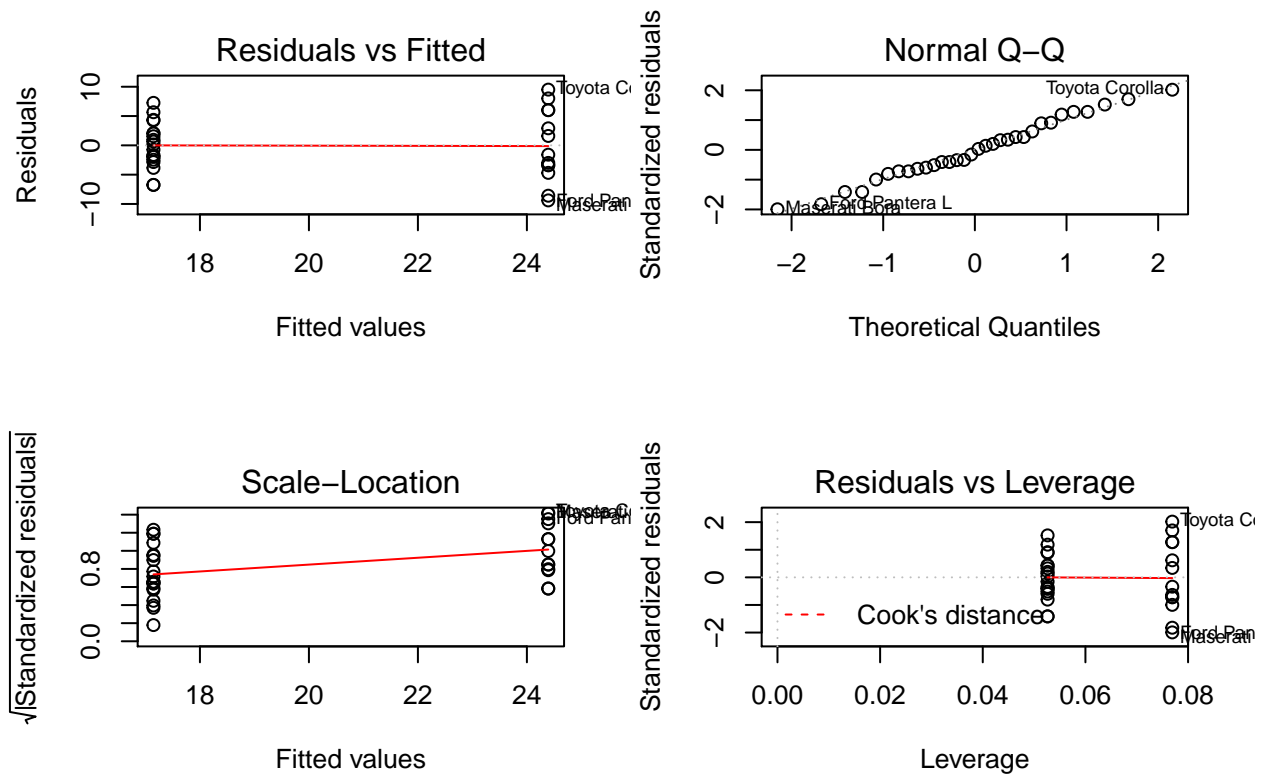 Residuals vs Fitted
Residuals
10
0
−10
Toyota Co
Ford Pan
Maserati
18 20 22 24
Fitted values
Normal Q−Q
Standardized residuals
2
0
−2
Toyota Corolla
Ford Pantera L
Maserati Bora
−2 −1 0 1 2
Theoretical Quantiles
Scale−Location
√|Standardized residuals|
0.8
0.0
Toyota C
Maserati
Ford Pan
18 20 22 24
Fitted values
Residuals vs Leverage
Standardized residuals
2
0
−2
Toyota Co
Ford Pan
Maserati
Cook's distance
0.00 0.02 0.04 0.06 0.08
Leverage